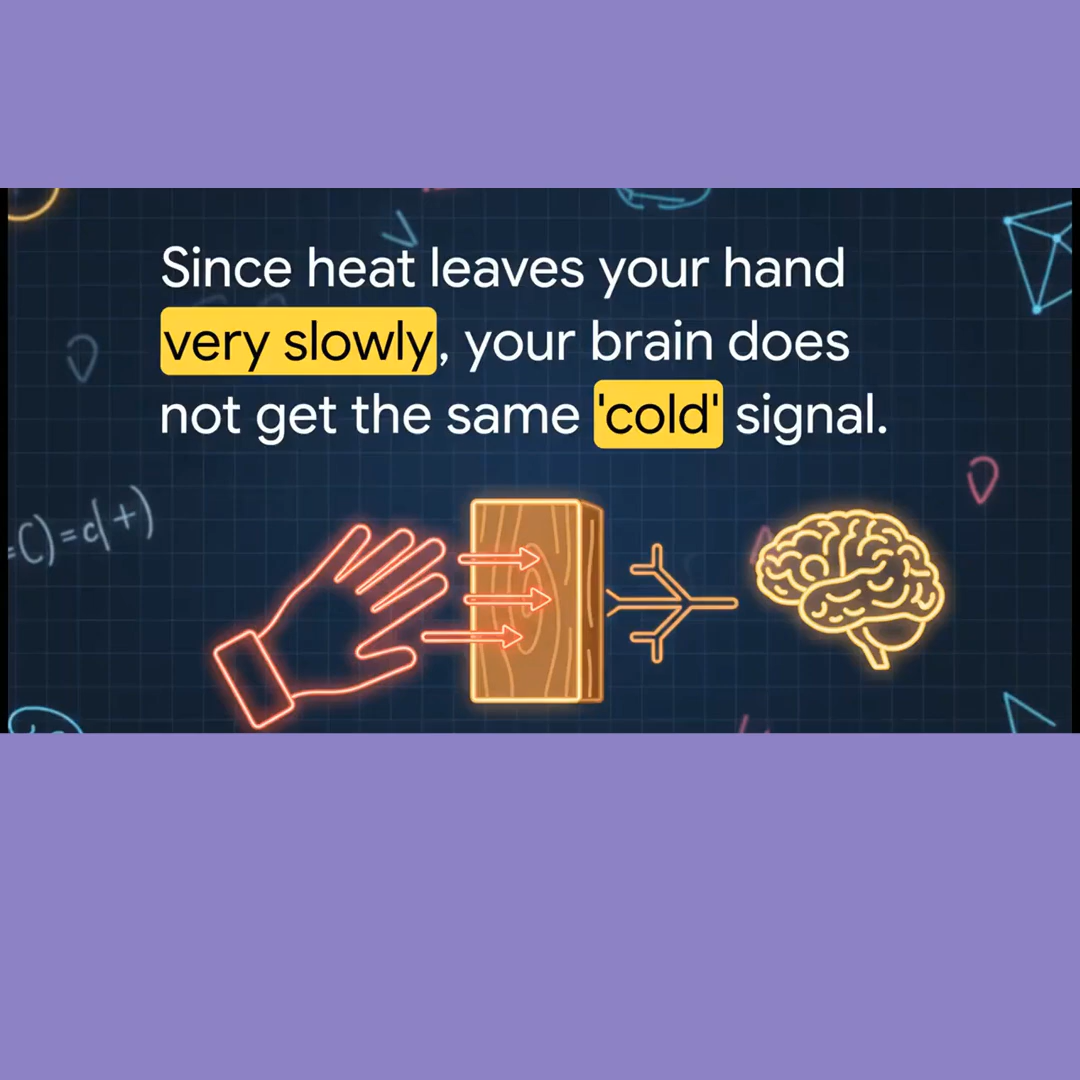 Since heat leaves your hand
very slowly, your brain does
not get the same 'cold' signal.
=C)=d(+)